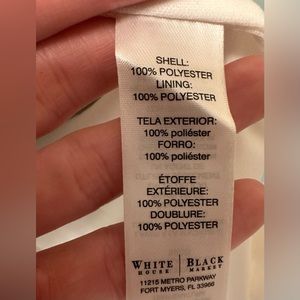 SHELL:
100% POLYESTER
LINING:
100% POLYESTER
TELA EXTERIOR:
100% poliéster
FORRO:
100% poliéster
ÉTOFFE
EXTÉRIEURE:
100% POLYESTER
DOUBLURE:
100% POLYESTER
WHITE | BLACK
HOUSE | MARKET
11215 METRO PARKWAY
FORT MYERS, FL 33966